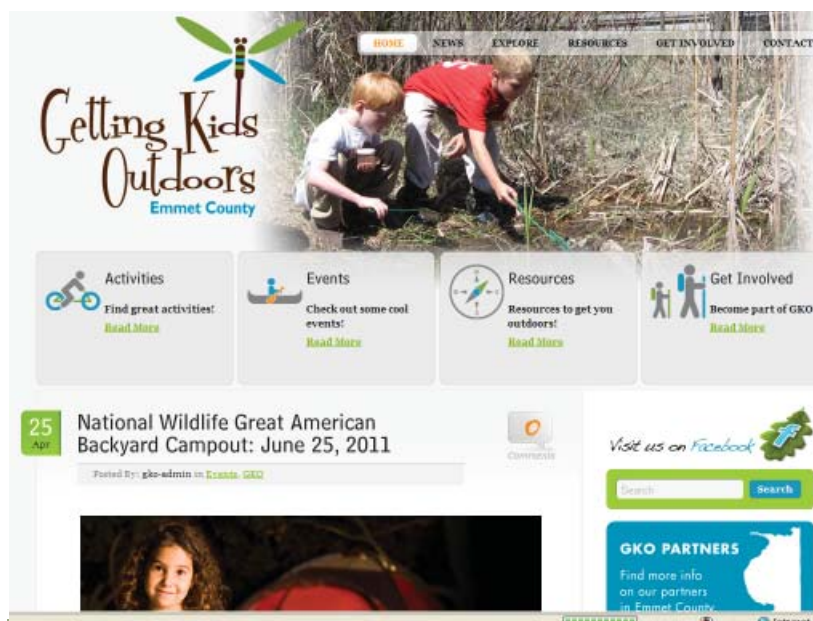 HOME NEWS EXPLORE RESOURCES GET INVOLVED CONTACT
Getting Kids
Outdoors
Emmet County
Activities
Find great activities!
Read More
Events
Check out some cool
events!
Read More
Resources
Resources to get you
outdoors!
Read More
Get Involved
Become part of GKO
Read More
25
Apr
National Wildlife Great American
Backyard Campout: June 25, 2011
0
Comments
Posted By: gko-admin in Events, GKO
Visit us on Facebook
f
Search Search
GKO PARTNERS
Find more info
on our partners
in Emmet County
Intranet